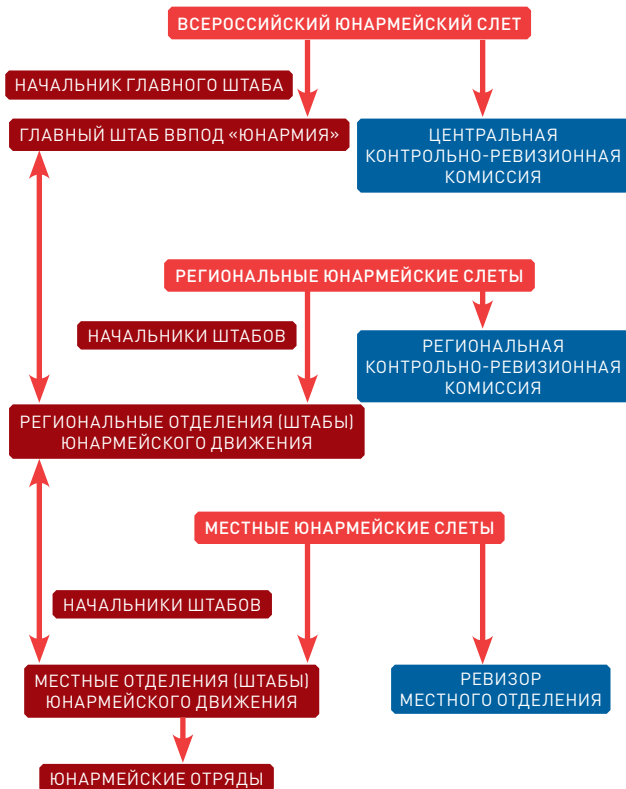 ВСЕРОССИЙСКИЙ ЮНАРМЕЙСКИЙ СЛЕТ
НАЧАЛЬНИК ГЛАВНОГО ШТАБА
ГЛАВНЫЙ ШТАБ ВВПОД «ЮНАРМИЯ»
ЦЕНТРАЛЬНАЯ
КОНТРОЛЬНО-РЕВИЗИОННАЯ
КОМИССИЯ
РЕГИОНАЛЬНЫЕ ЮНАРМЕЙСКИЕ СЛЕТЫ
НАЧАЛЬНИКИ ШТАБОВ
РЕГИОНАЛЬНАЯ
КОНТРОЛЬНО-РЕВИЗИОННАЯ
КОМИССИЯ
РЕГИОНАЛЬНЫЕ ОТДЕЛЕНИЯ (ШТАБЫ)
ЮНАРМЕЙСКОГО ДВИЖЕНИЯ
МЕСТНЫЕ ЮНАРМЕЙСКИЕ СЛЕТЫ
НАЧАЛЬНИКИ ШТАБОВ
МЕСТНЫЕ ОТДЕЛЕНИЯ (ШТАБЫ)
ЮНАРМЕЙСКОГО ДВИЖЕНИЯ
РЕВИЗОР
МЕСТНОГО ОТДЕЛЕНИЯ
ЮНАРМЕЙСКИЕ ОТРЯДЫ